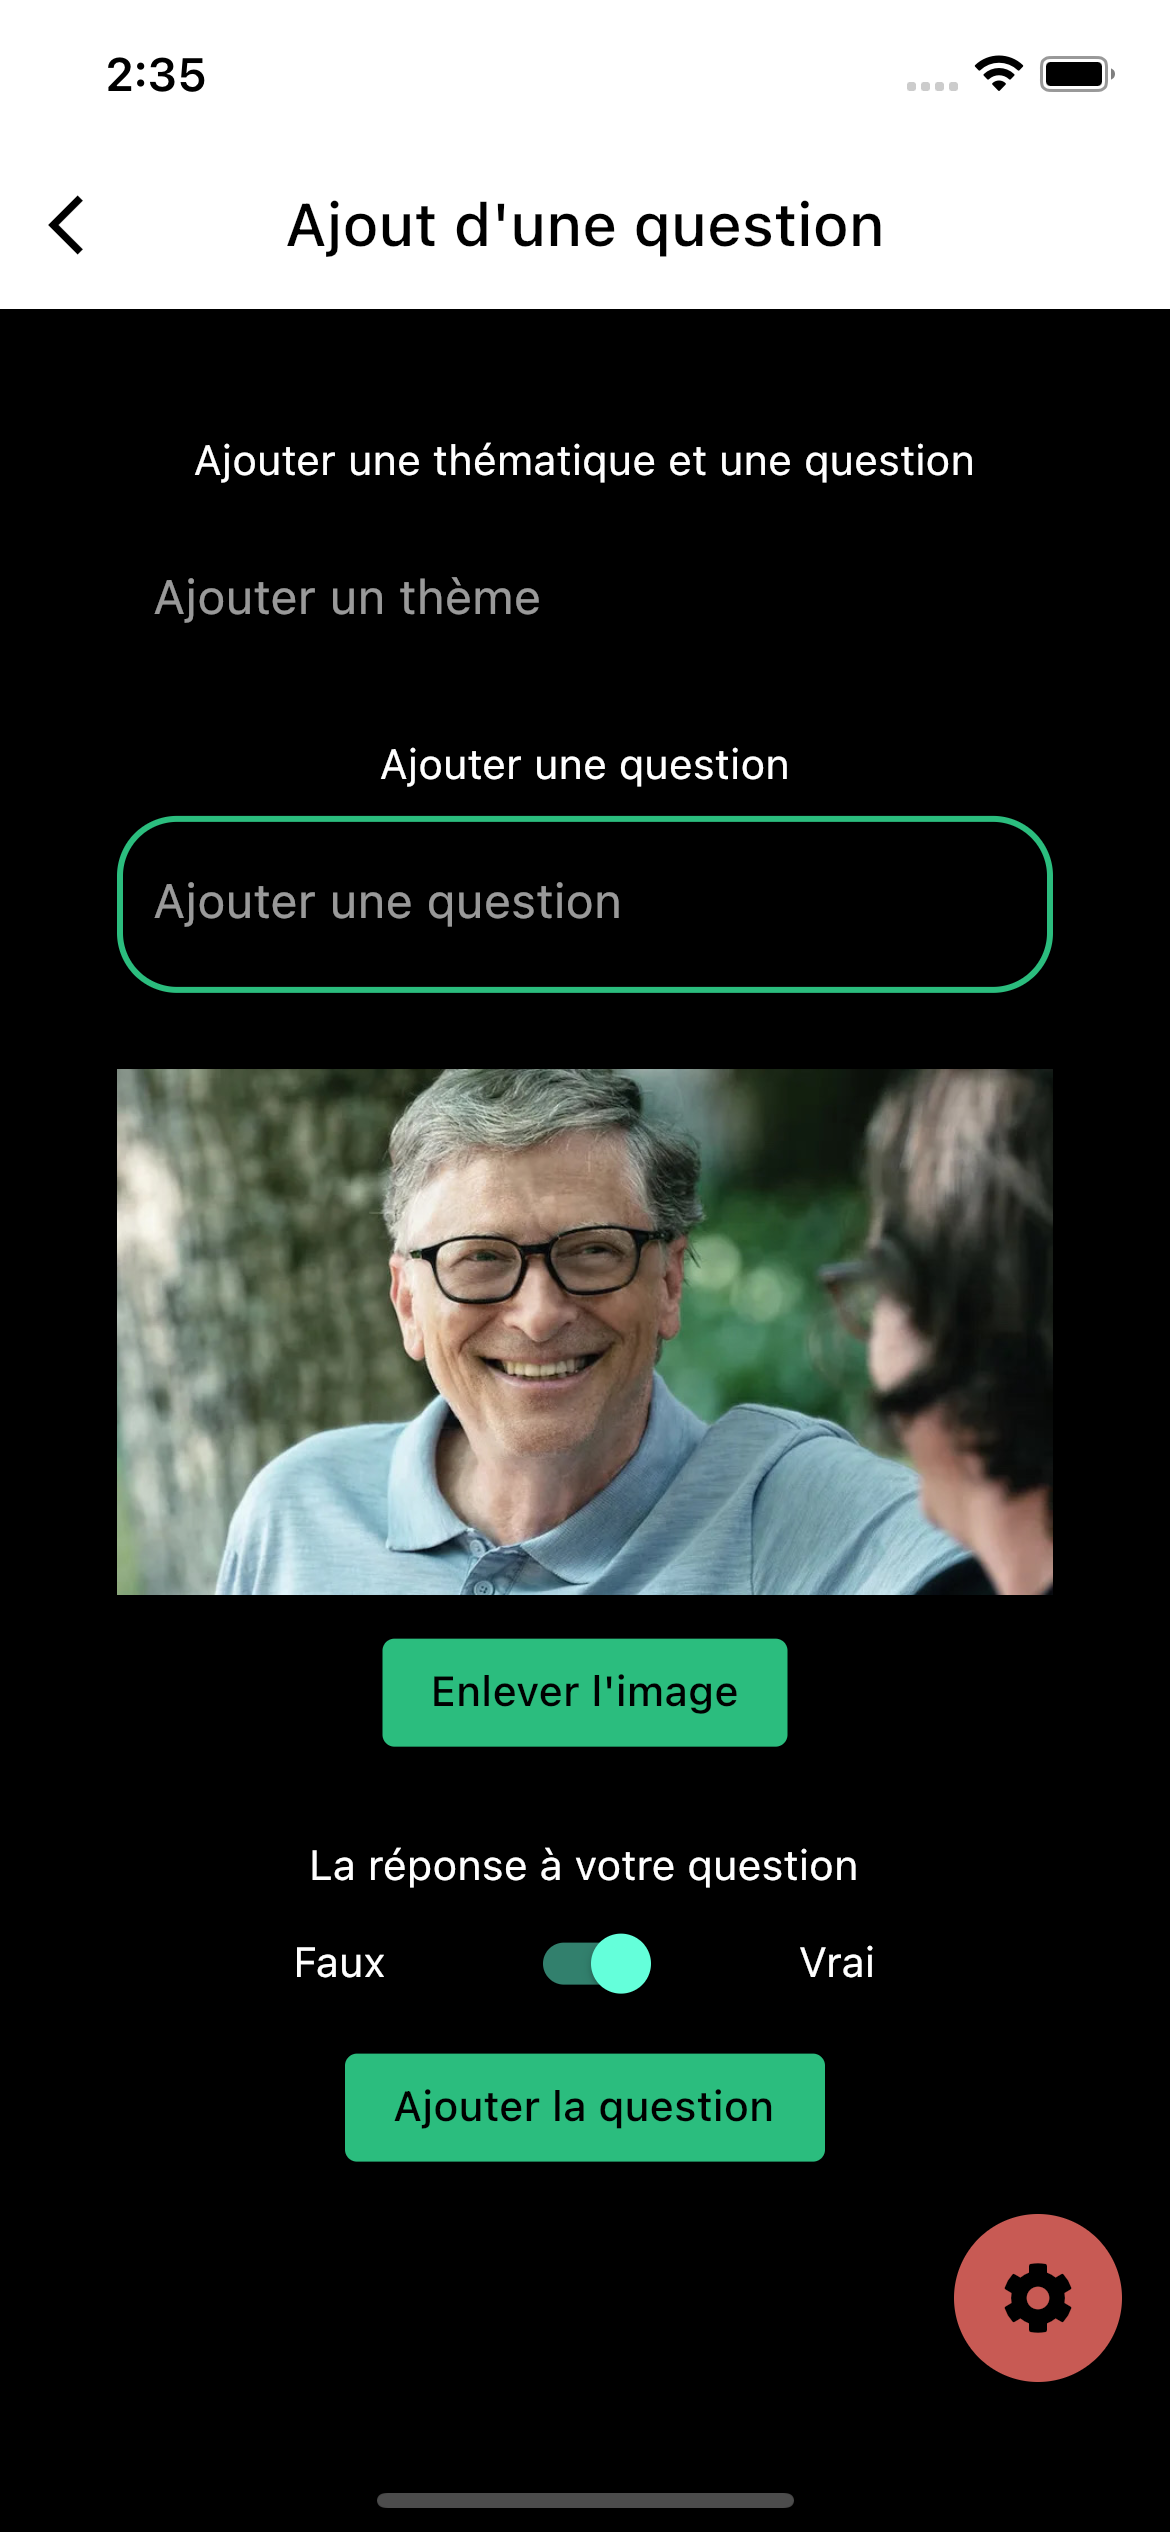 2:35
Ajout d'une question
Ajouter une thématique et une question
Ajouter un thème
Ajouter une question
Ajouter une question
Enlever l'image
La réponse à votre question
Faux Vrai
Ajouter la question